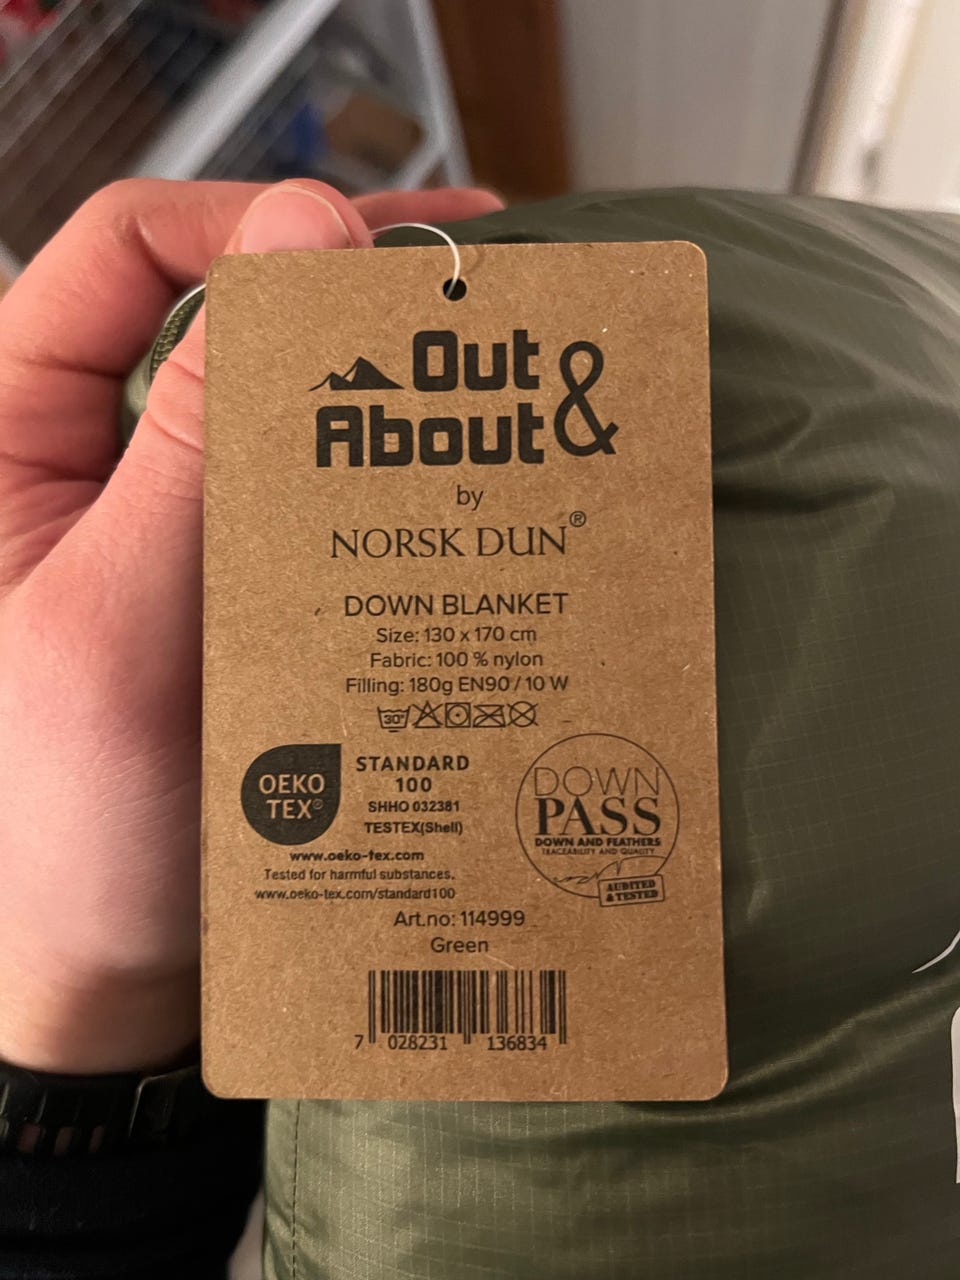 Out &
About
by
NORSK DUN®
DOWN BLANKET
Size: 130 x 170 cm
Fabric: 100 % nylon
Filling: 180g EN90 / 10 W
30°
OEKO
TEX®
STANDARD
100
SHHO 032381
TESTEX(Shell)
www.oeko-tex.com
Tested for harmful substances.
www.oeko-tex.com/standard100
DOWN
PASS
DOWN AND FEATHERS
TRACEABILITY AND QUALITY
AUDITED
& TESTED
Art.no: 114999
Green
7 028231 136834